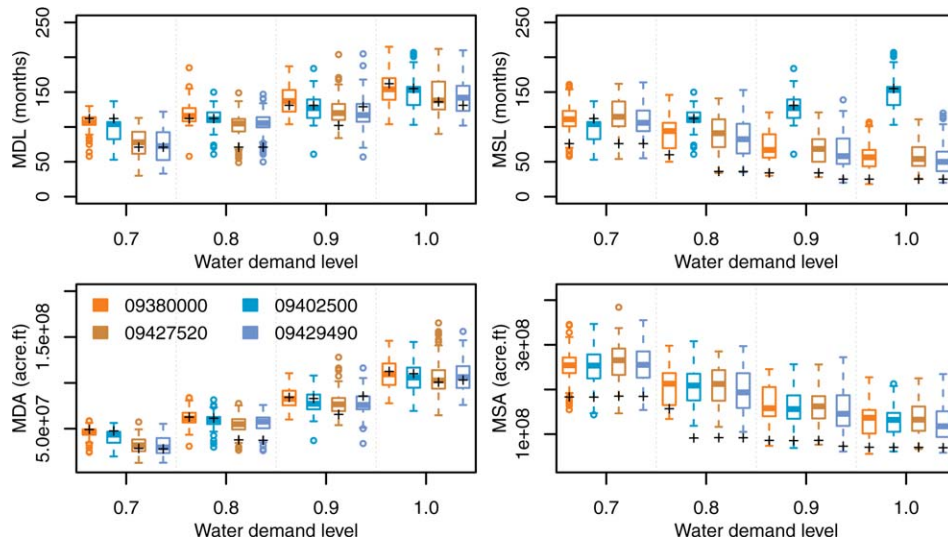 MDL (months)
250
150
50
0
0.7 0.8 0.9 1.0
Water demand level
MSL (months)
250
150
50
0
0.7 0.8 0.9 1.0
Water demand level
MDA (acre.ft)
1.5e+08
5.0e+07
09380000 09402500
09427520 09429490
0.7 0.8 0.9 1.0
Water demand level
MSA (acre.ft)
3e+08
1e+08
0.7 0.8 0.9 1.0
Water demand level